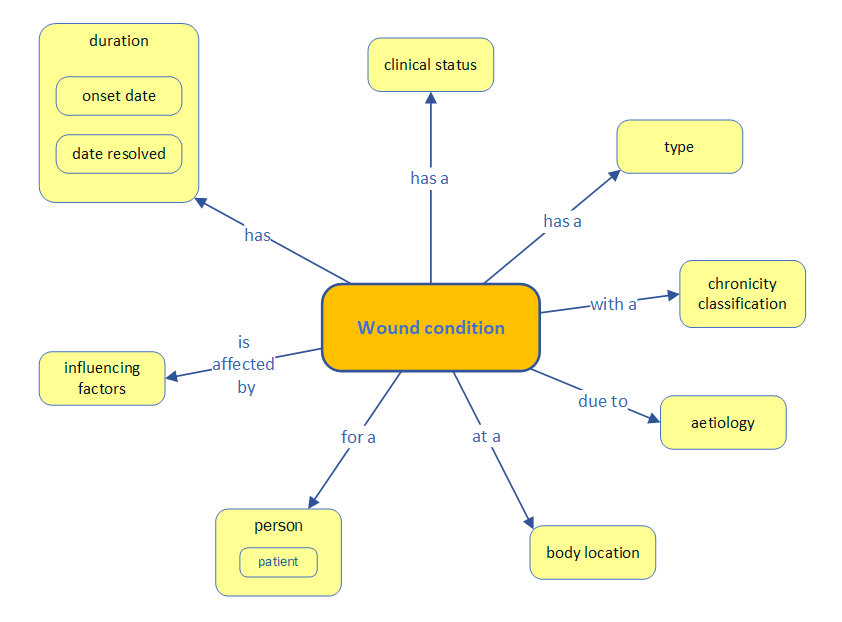 duration
onset date
date resolved
clinical status
type
has a
has a
has
chronicity
classification
with a
Wound condition
is
affected
by
influencing
factors
due to
aetiology
for a
at a
person
patient
body location